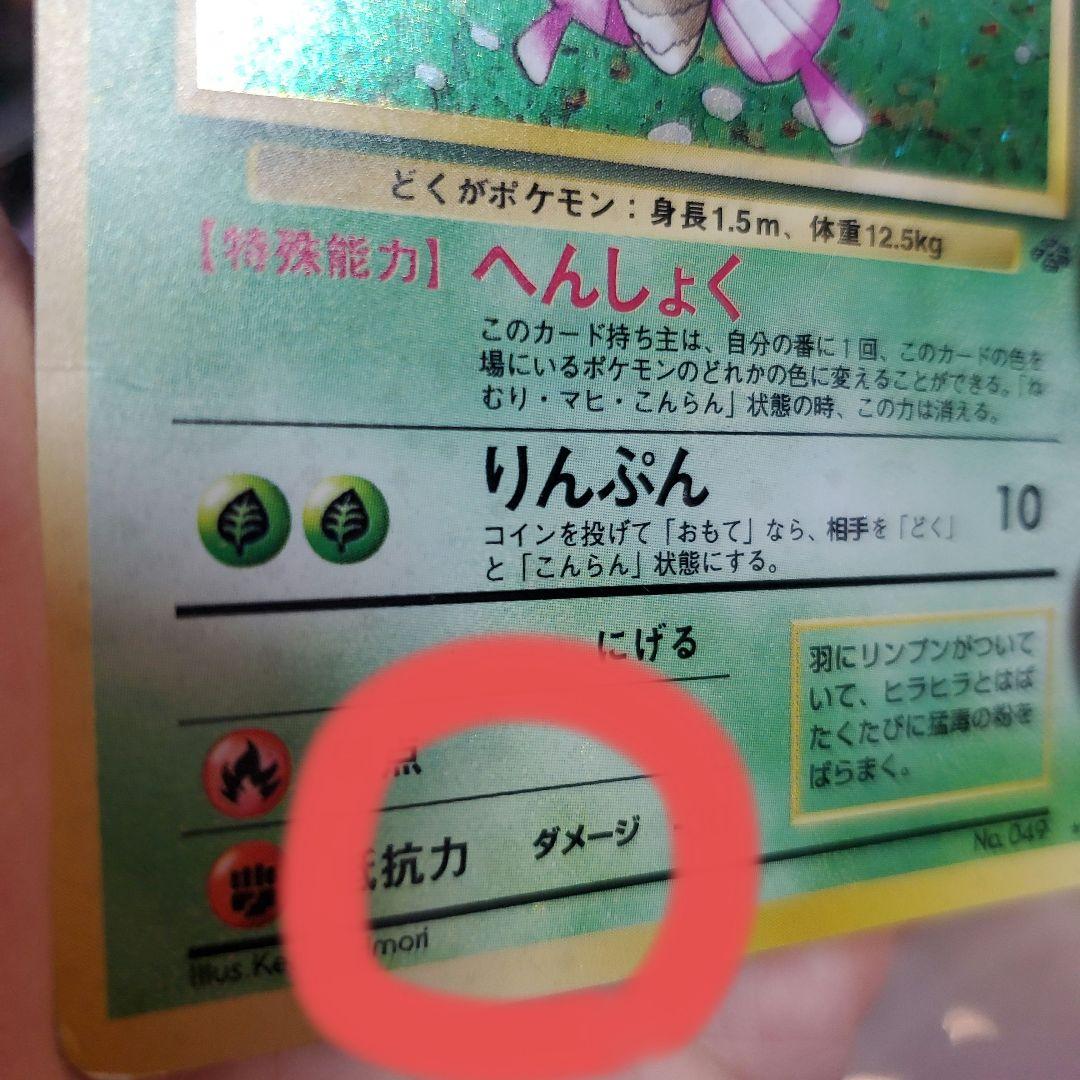 どくがポケモン：身長1.5m、体重12.5kg
【特殊能力】へんしょく
このカード持ち主は、自分の番に1回、このカードの色を
場にいるポケモンのどれかの色に変えることができる。「ね
むり・マヒ・こんらん」状態の時、この力は消える。
りんぷん 10
コインを投げて「おもて」なら、相手を「どく」
と「こんらん」状態にする。
にげる
点
抗力 ダメージ
羽にリンプンがついて
いて、ヒラヒラとはば
たくたびに猛毒の粉を
ばらまく。
No. 049
Illus. Ke mori